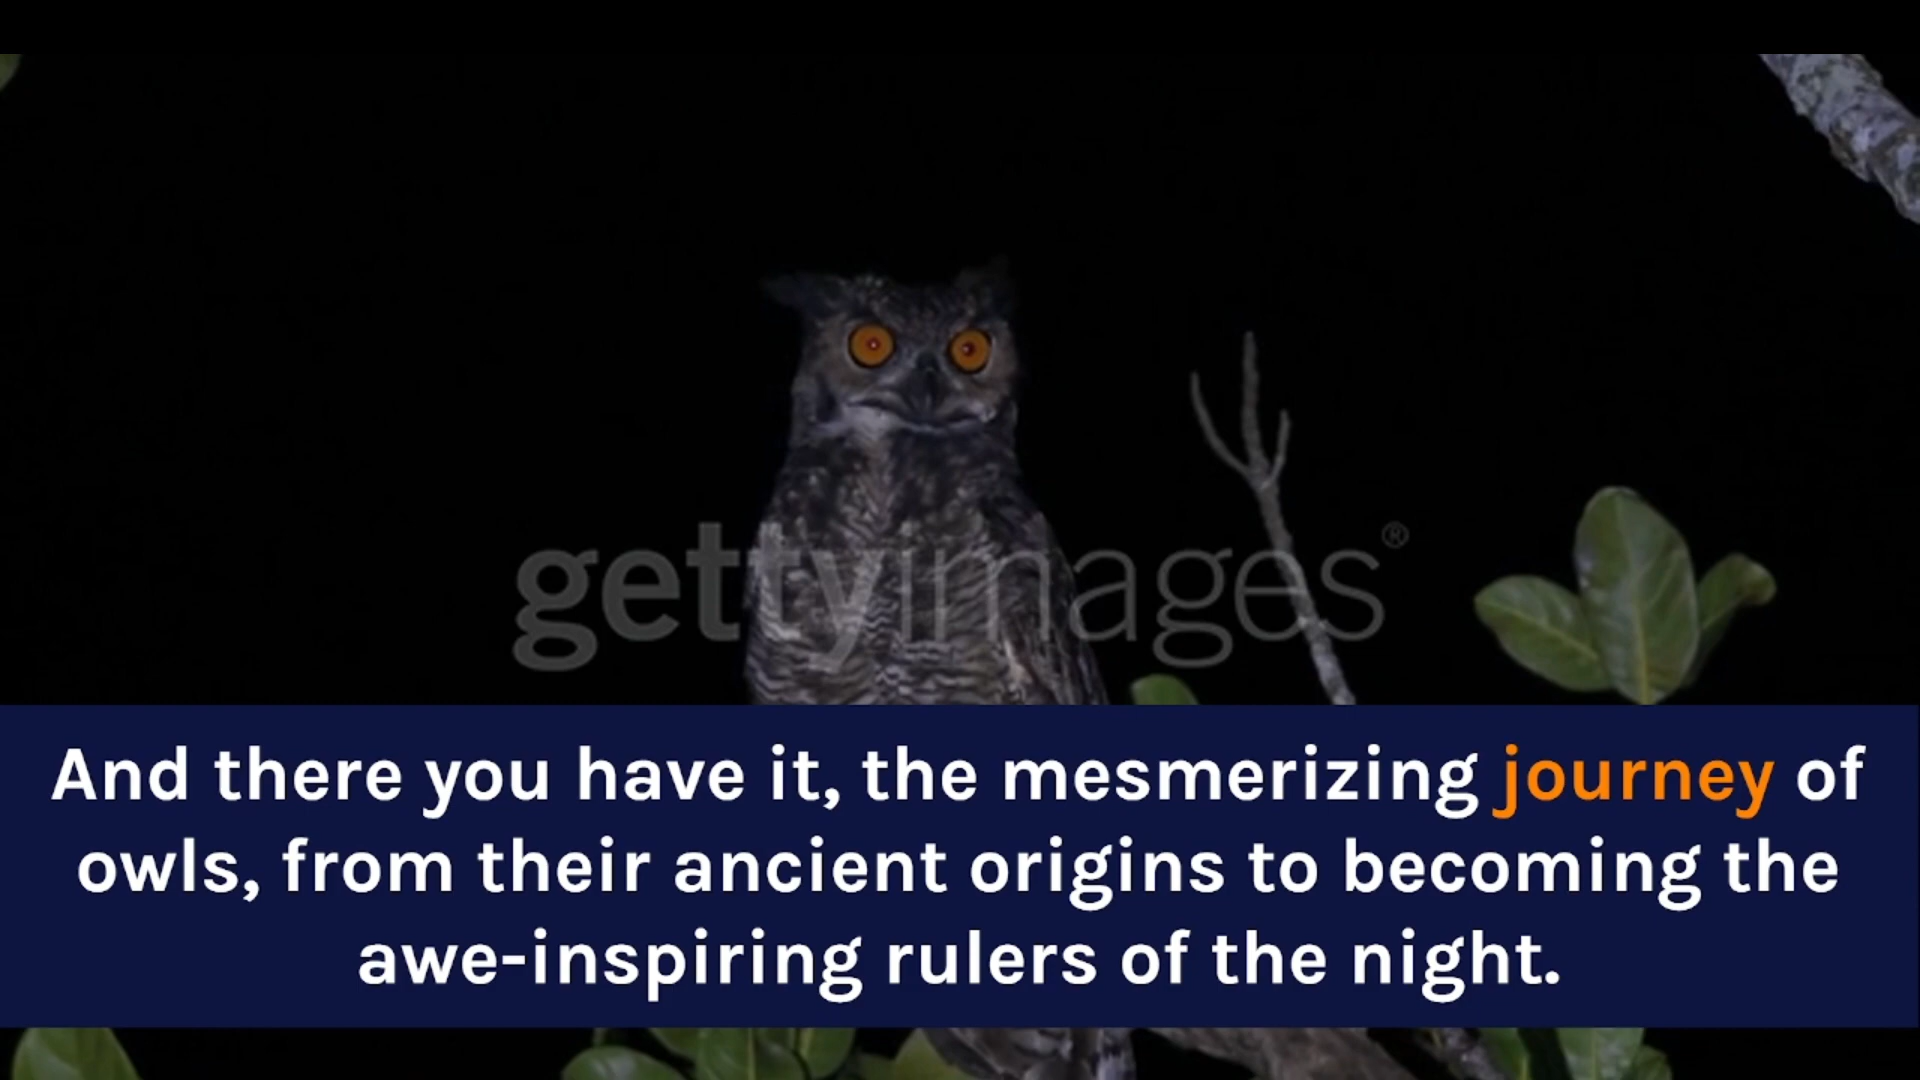 gettyimages®
And there you have it, the mesmerizing journey of
owls, from their ancient origins to becoming the
awe-inspiring rulers of the night.